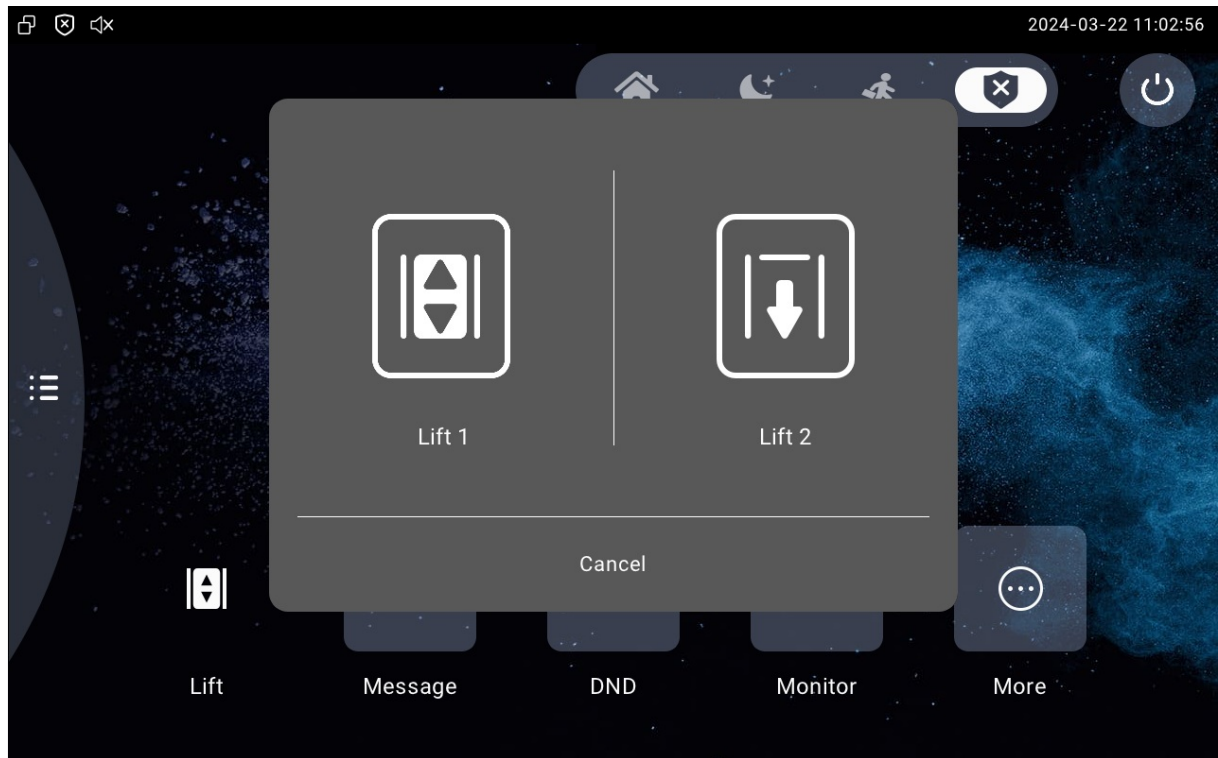 2024-03-22 11:02:56
Lift 1
Lift 2
Cancel
Lift
Message
DND
Monitor
More